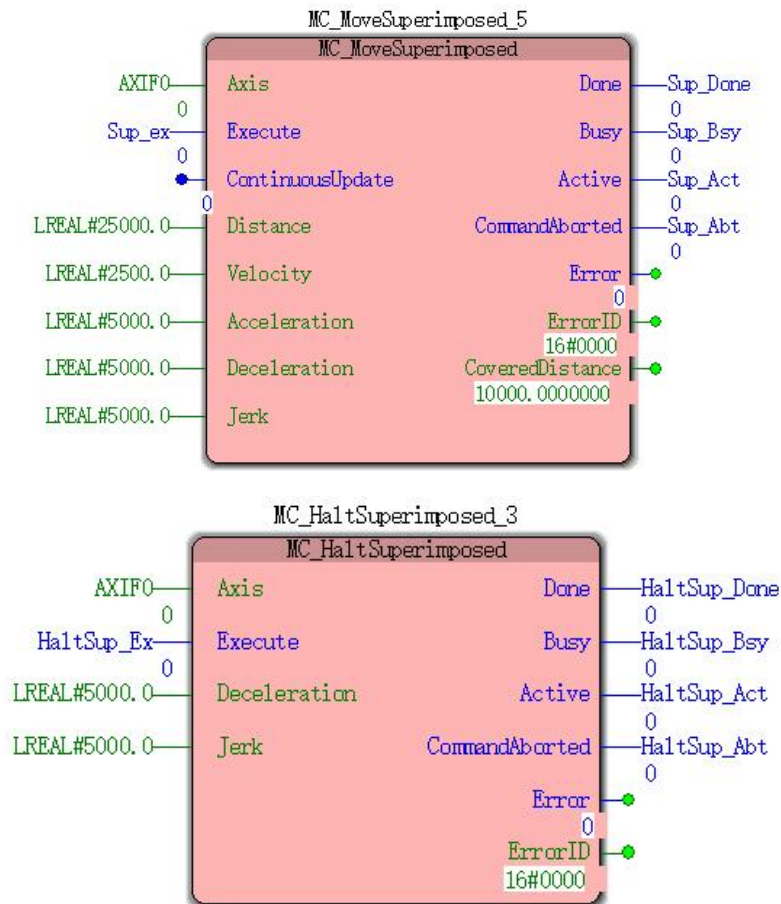 MC_MoveSuperimposed_5
MC_MoveSuperimposed
AXIF0 Axis Done Sup_Done
0 0
Sup_ex Execute Busy Sup_Bsy
0 0
ContinuousUpdate Active Sup_Act
0 0
LREAL#25000.0 Distance CommandAborted Sup_Abt
0
LREAL#2500.0 Velocity Error
0
LREAL#5000.0 Acceleration ErrorID
16#0000
LREAL#5000.0 Deceleration CoveredDistance
10000.0000000
LREAL#5000.0 Jerk
MC_HaltSuperimposed_3
MC_HaltSuperimposed
AXIF0 Axis Done HaltSup_Done
0 0
HaltSup_Ex Execute Busy HaltSup_Bsy
0 0
LREAL#5000.0 Deceleration Active HaltSup_Act
0
LREAL#5000.0 Jerk CommandAborted HaltSup_Abt
0
Error
0
ErrorID
16#0000